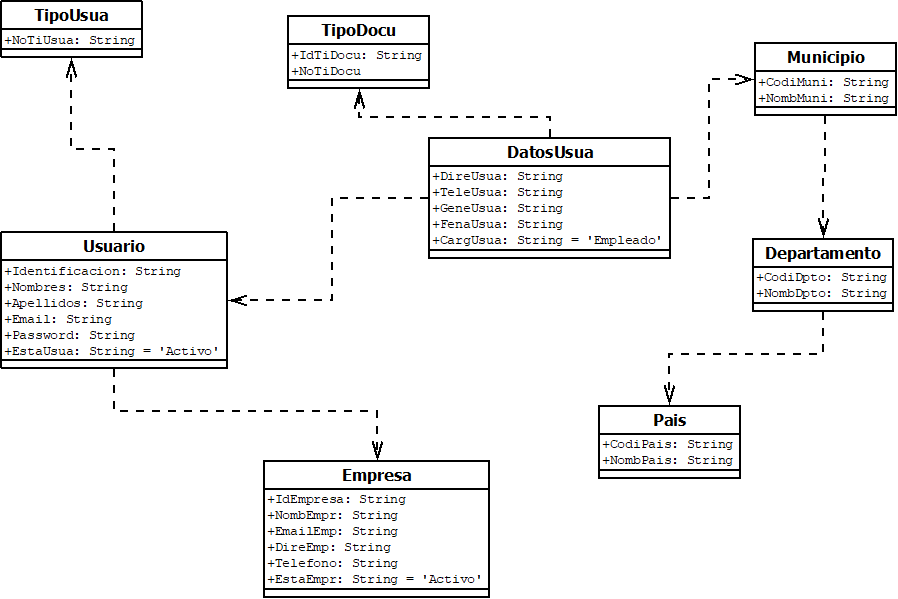 TipoUsua
+NoTiUsua: String
TipoDocu
+IdTiDocu: String
+NoTiDocu
Municipio
+CodiMuni: String
+NombMuni: String
DatosUsua
+DireUsua: String
+TeleUsua: String
+GeneUsua: String
+FenaUsua: String
+CargUsua: String = 'Empleado'
Usuario
+Identificacion: String
+Nombres: String
+Apellidos: String
+Email: String
+Password: String
+EstaUsua: String = 'Activo'
Departamento
+CodiDpto: String
+NombDpto: String
Pais
+CodiPais: String
+NombPais: String
Empresa
+IdEmpresa: String
+NombEmpr: String
+EmailEmp: String
+DireEmp: String
+Telefono: String
+EstaEmpr: String = 'Activo'